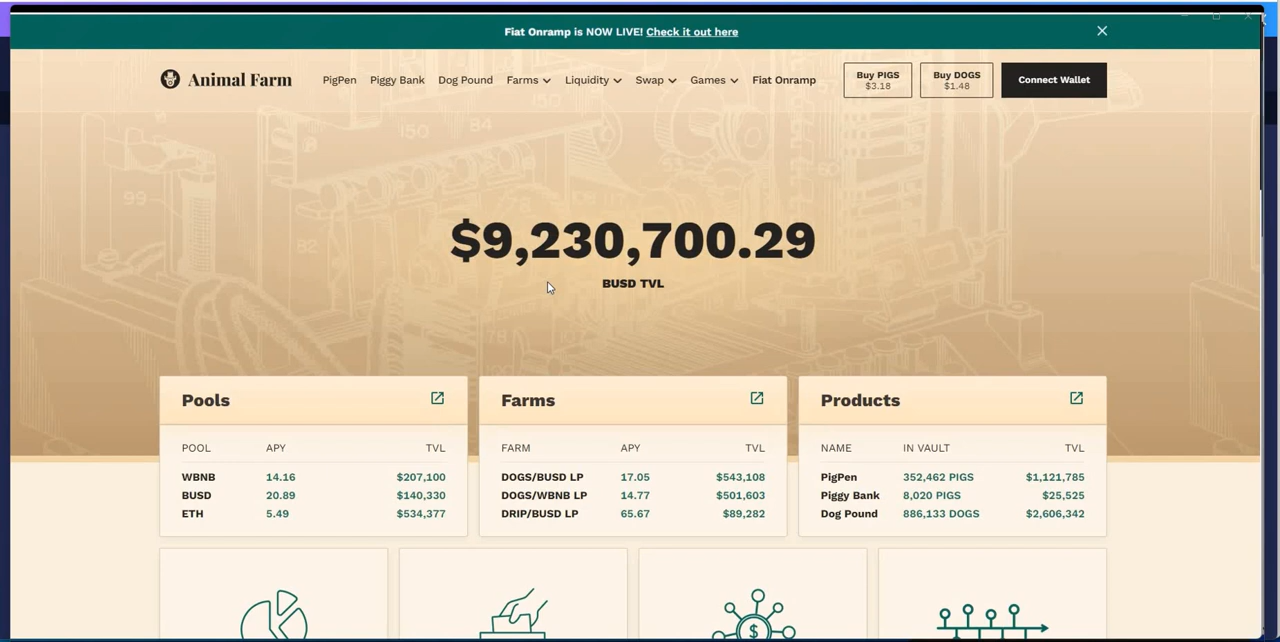 Fiat Onramp is NOW LIVE! Check it out here
Animal Farm PigPen Piggy Bank Dog Pound Farms Liquidity Swap Games Fiat Onramp Buy PIGS $3.18 Buy DOGS $1.48 Connect Wallet
$9,230,700.29
BUSD TVL
Pools
POOL APY TVL
WBNB 14.16 $207,100
BUSD 20.89 $140,330
ETH 5.49 $534,377
Farms
FARM APY TVL
DOGS/BUSD LP 17.05 $543,108
DOGS/WBNB LP 14.77 $501,603
DRIP/BUSD LP 65.67 $89,282
Products
NAME IN VAULT TVL
PigPen 352,462 PIGS $1,121,785
Piggy Bank 8,020 PIGS $25,525
Dog Pound 886,133 DOGS $2,606,342
150
84
99
82
78
$